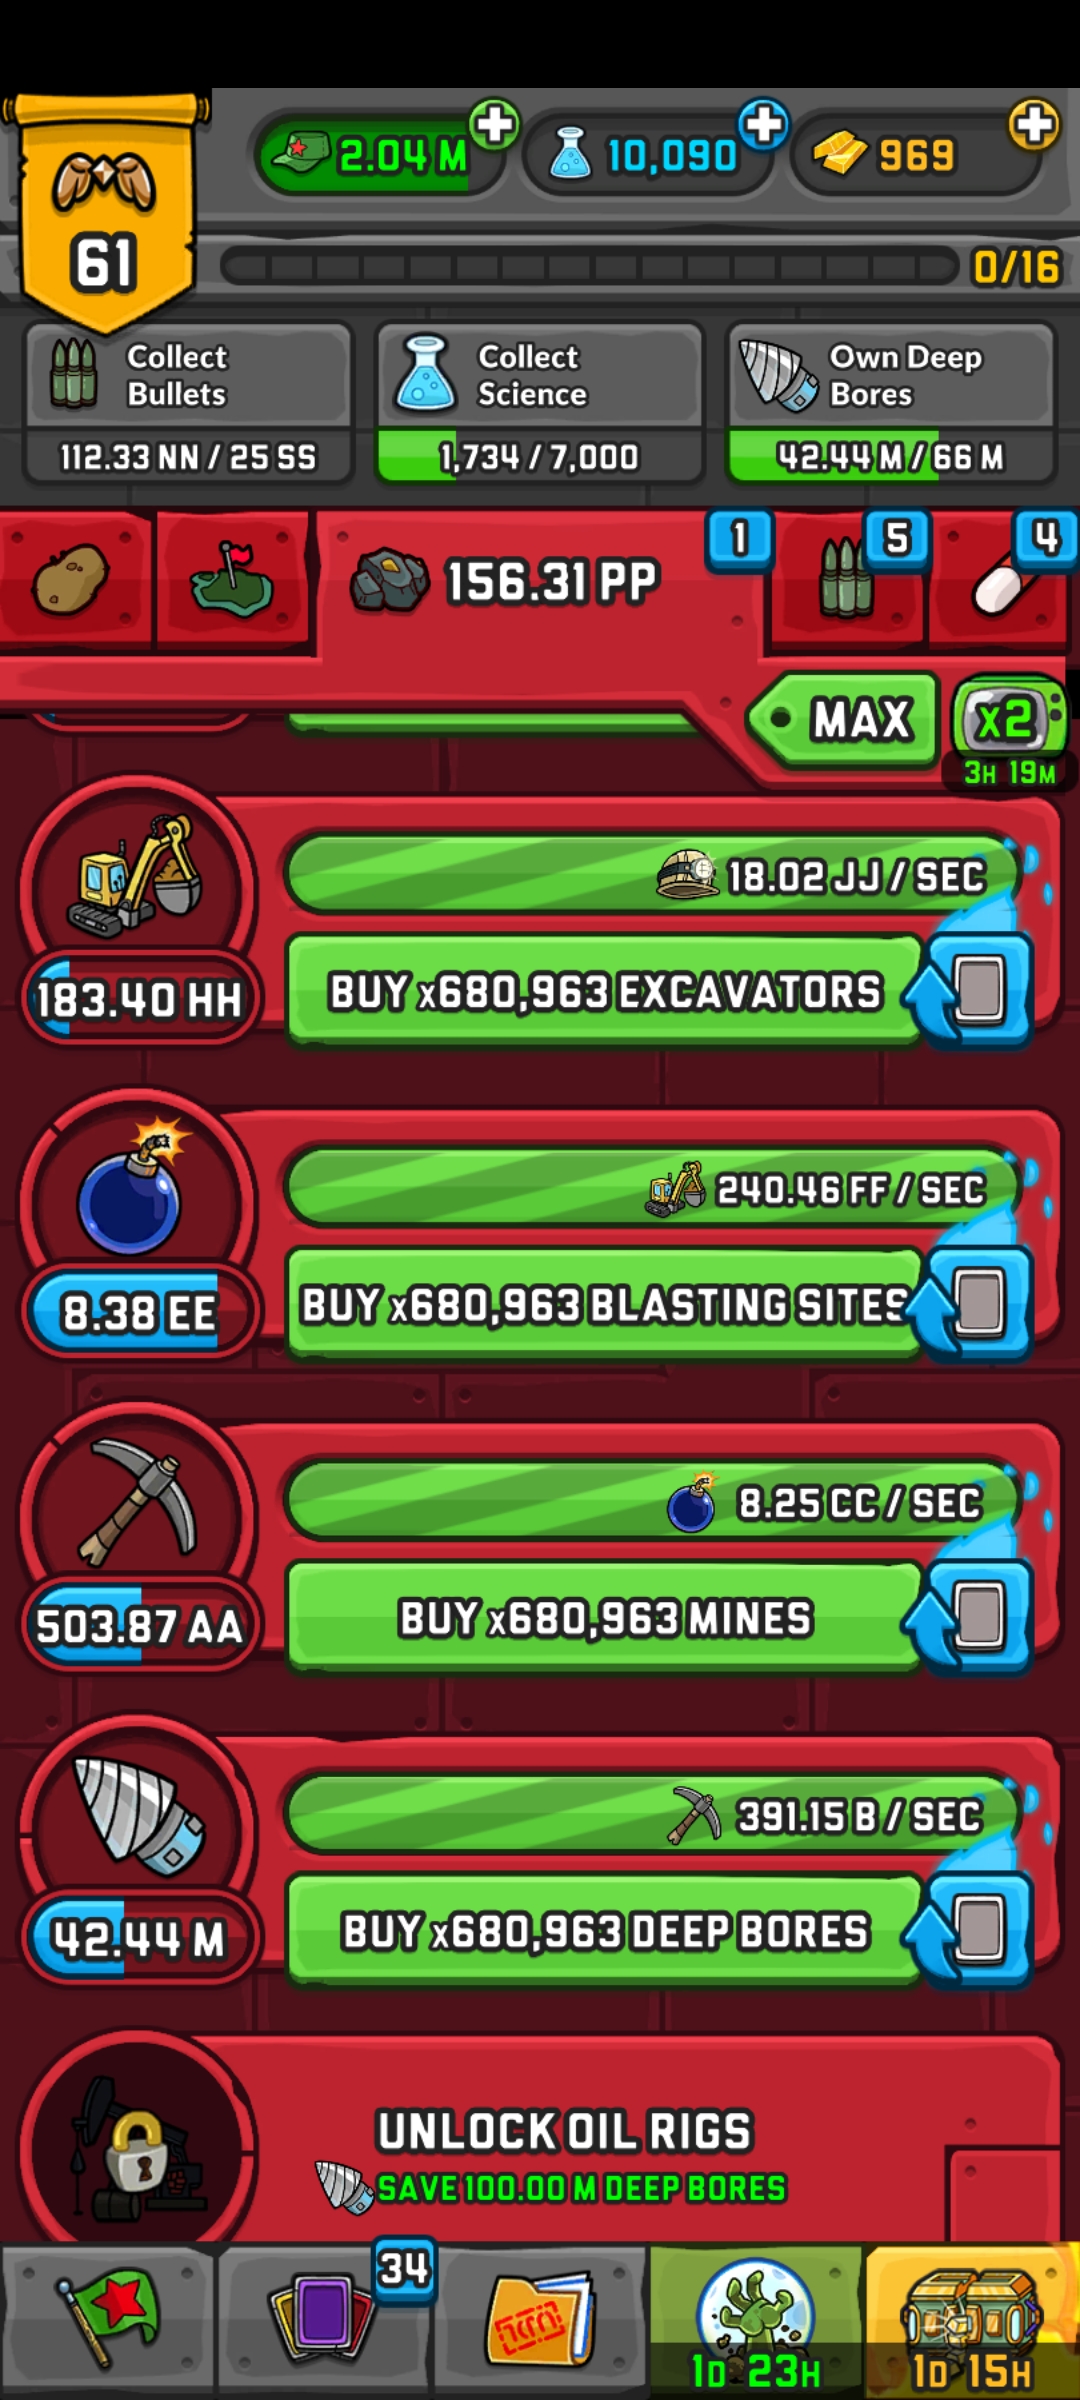 61
2.04 M
10,090
969
0/16
Collect
Bullets
112.33 NN / 25 SS
Collect
Science
1,734 / 7,000
Own Deep
Bores
42.44 M / 66 M
156.31 PP
1
5
4
MAX
x2
3H 19M
18.02 JJ / SEC
183.40 HH
BUY x680,963 EXCAVATORS
240.46 FF / SEC
8.38 EE
BUY x680,963 BLASTING SITES
8.25 CC / SEC
503.87 AA
BUY x680,963 MINES
391.15 B / SEC
42.44 M
BUY x680,963 DEEP BORES
UNLOCK OIL RIGS
SAVE 100.00 M DEEP BORES
34
1D 23H
1D 15H